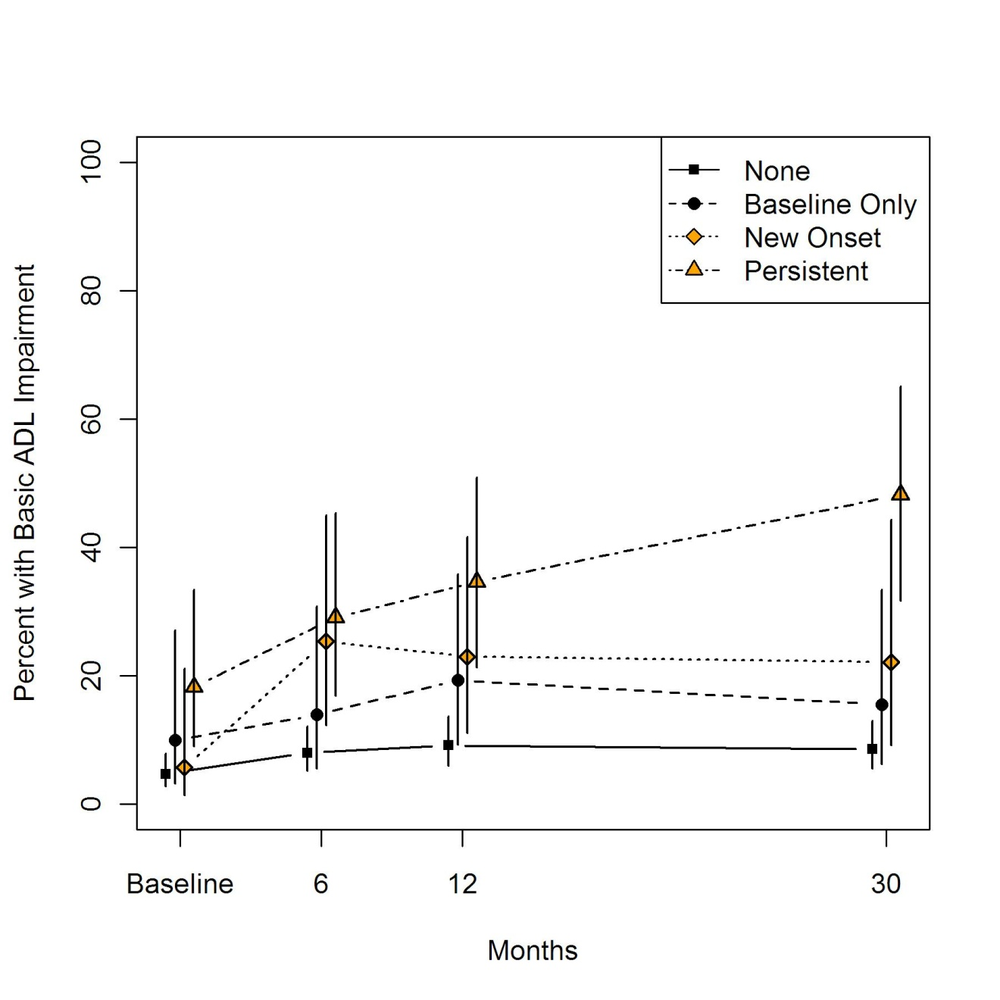 None
Baseline Only
New Onset
Persistent
Percent with Basic ADL Impairment
100
80
60
40
20
0
Baseline 6 12 30
Months